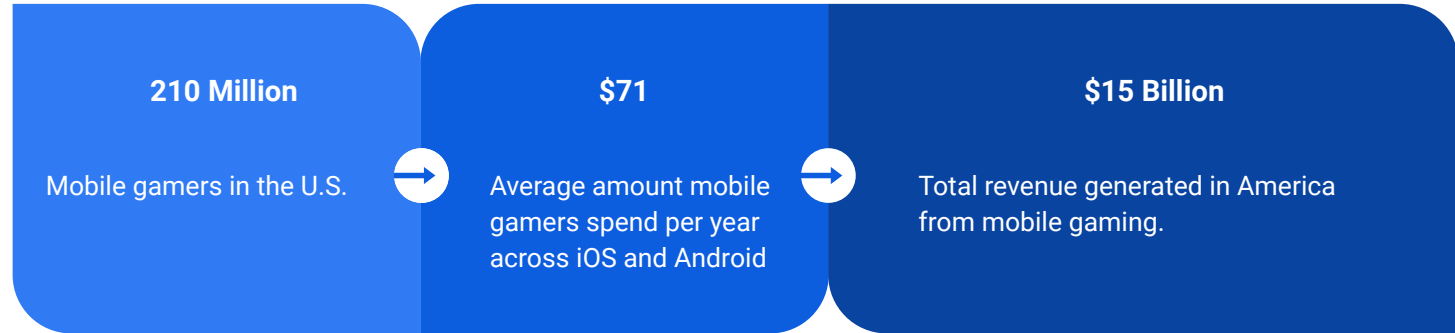 210 Million
Mobile gamers in the U.S.
$71
Average amount mobile
gamers spend per year
across iOS and Android
$15 Billion
Total revenue generated in America
from mobile gaming.